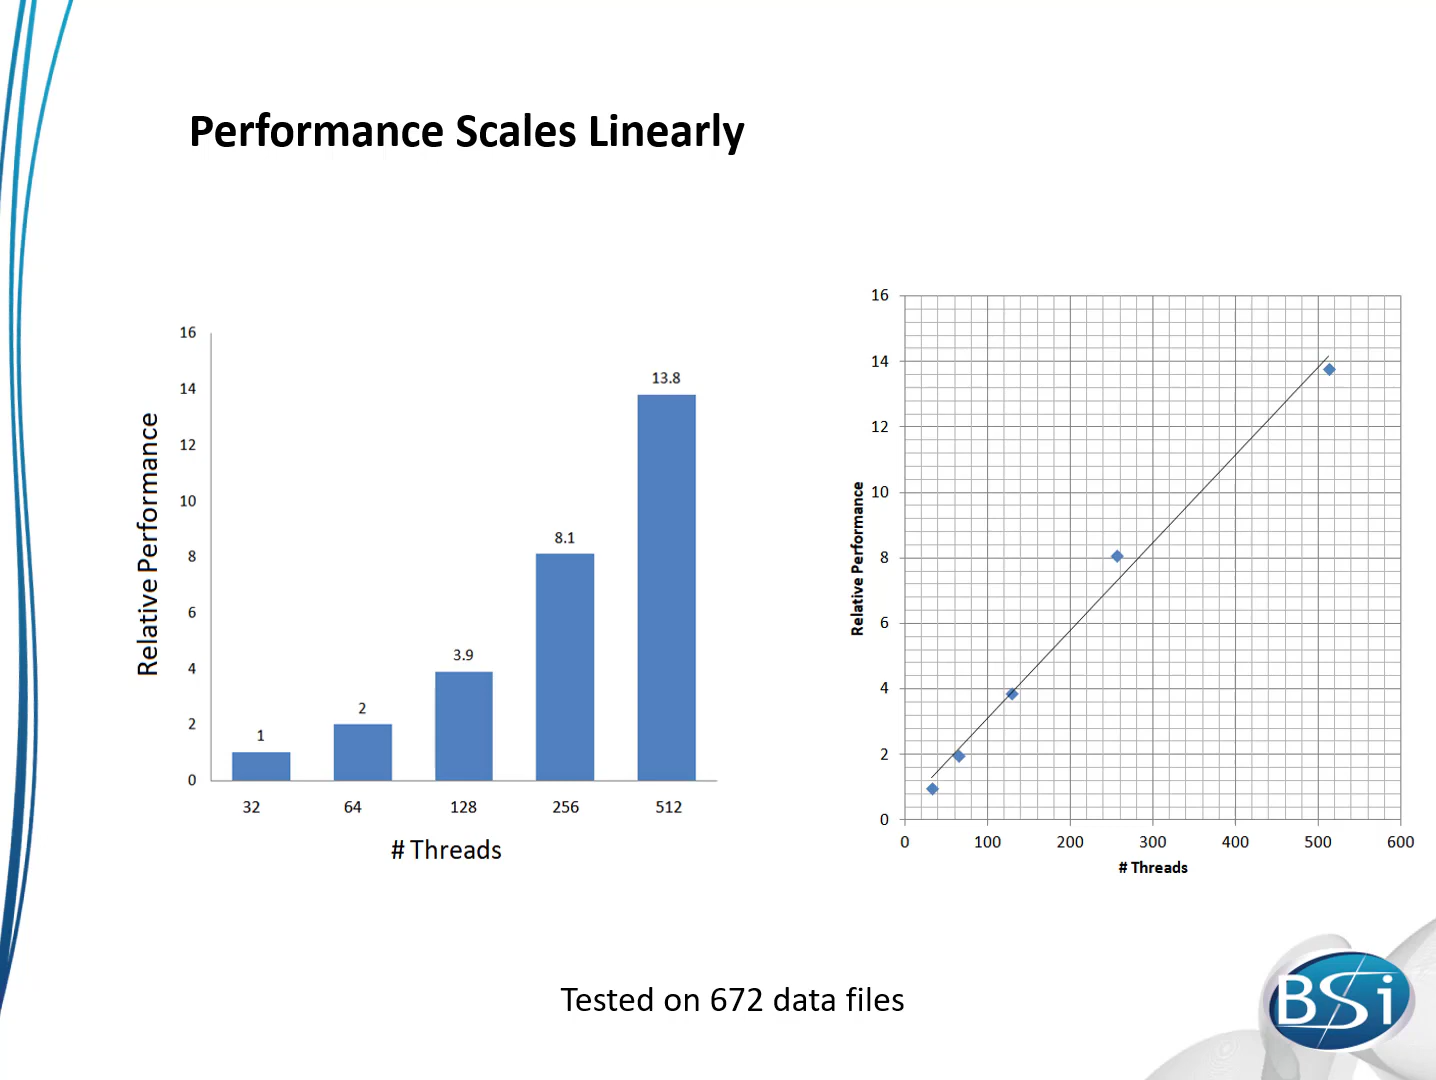 Performance Scales Linearly
Relative Performance
16
14
12
10
8
6
4
2
0
1
2
3.9
8.1
13.8
32 64 128 256 512
# Threads
Relative Performance
16
14
12
10
8
6
4
2
0
0 100 200 300 400 500 600
# Threads
Tested on 672 data files
BSi